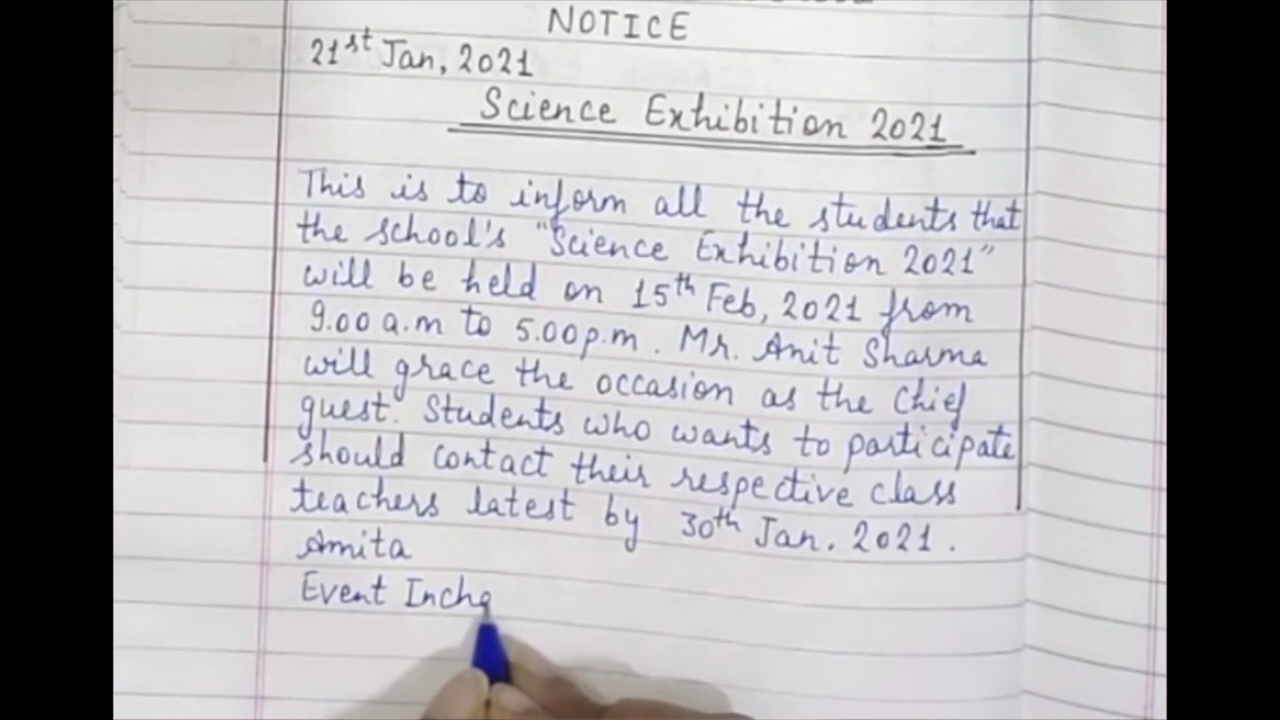 NOTICE
21st Jan, 2021
Science Exhibition 2021
This is to inform all the students that
the school's "Science Exhibition 2021"
will be held on 15th Feb, 2021 from
9.00 a.m to 5.00p.m. Mr. Anit Sharma
will grace the occasion as the Chief
guest. Students who wants to participate
should contact their respective class
teachers latest by 30th Jan. 2021.
Amita
Event Incha